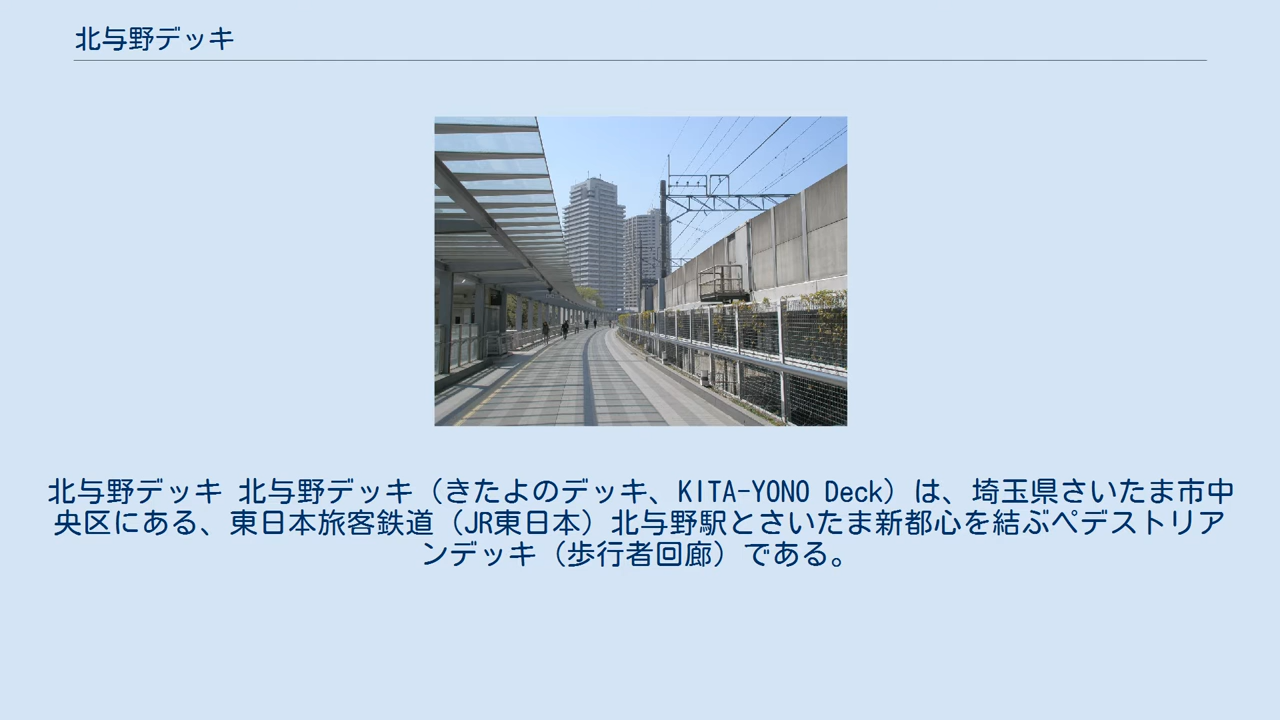 北与野デッキ
北与野デッキ 北与野デッキ（きたよのデッキ、KITA-YONO Deck）は、埼玉県さいたま市中
央区にある、東日本旅客鉄道（JR東日本）北与野駅とさいたま新都心を結ぶペデストリア
ンデッキ（歩行者回廊）である。